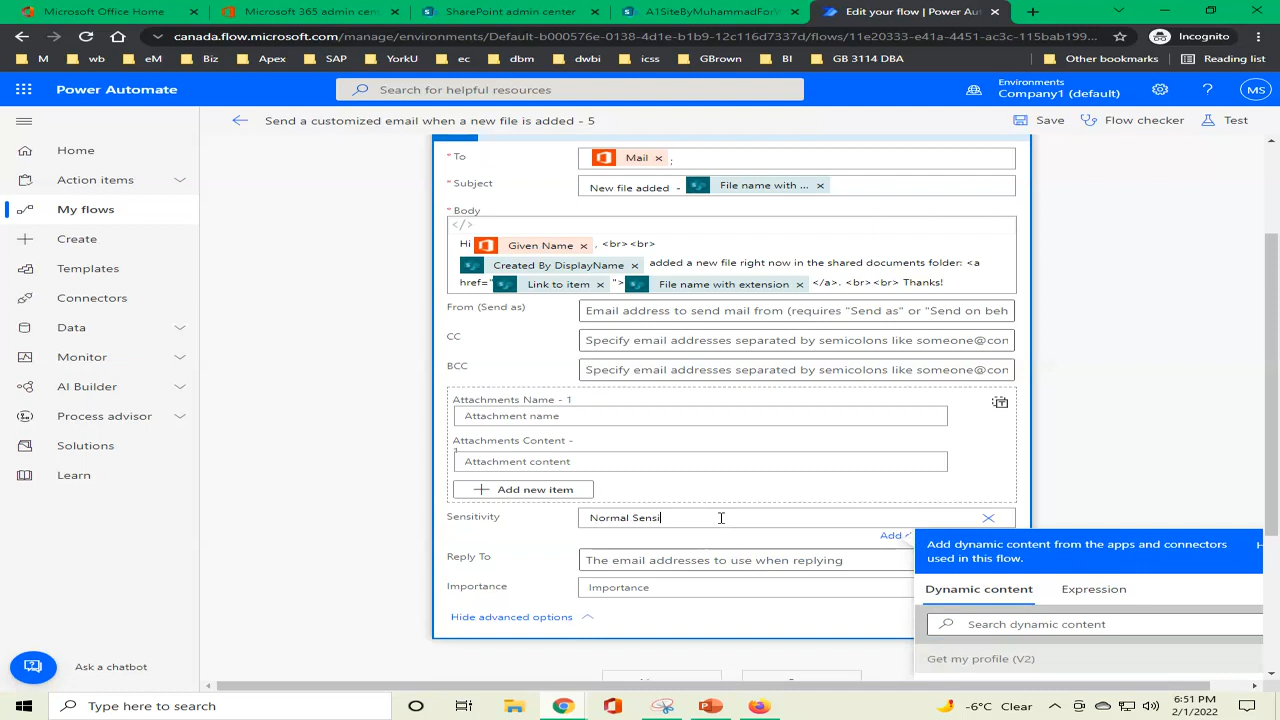 Microsoft Office Home
Microsoft 365 admin cen
SharePoint admin center
A1SiteByMuhammadForW
Edit your flow | Power Aut
canada.flow.microsoft.com/manage/environments/Default-b000576e-0138-4d1e-b1b9-12c116d7337d/flows/11e20333-e41a-4451-ac3c-115bab199...
Incognito
M wb eM Biz Apex SAP YorkU ec dbm dwbi icss GBrown BI GB 3114 DBA Other bookmarks Reading list
Power Automate
Search for helpful resources
Environments
Company1 (default)
MS
Send a customized email when a new file is added - 5
Save Flow checker Test
Home
Action items
My flows
Create
Templates
Connectors
Data
Monitor
AI Builder
Process advisor
Solutions
Learn
Ask a chatbot
* To Mail × ;
* Subject New file added - File name with ... ×
* Body
</>
Hi Given Name × , <br><br>
Created By DisplayName × added a new file right now in the shared documents folder: <a
href=" Link to item × "> File name with extension × </a>. <br><br> Thanks!
From (Send as) Email address to send mail from (requires "Send as" or "Send on beh
CC Specify email addresses separated by semicolons like someone@con
BCC Specify email addresses separated by semicolons like someone@con
Attachments Name - 1
Attachment name
Attachments Content -
1
Attachment content
Add new item
Sensitivity Normal Sensi
Add
Reply To The email addresses to use when replying
Importance Importance
Hide advanced options
Add dynamic content from the apps and connectors
used in this flow.
Dynamic content Expression
Search dynamic content
Get my profile (V2)
Type here to search
-6°C Clear
6:51 PM
2/1/2022